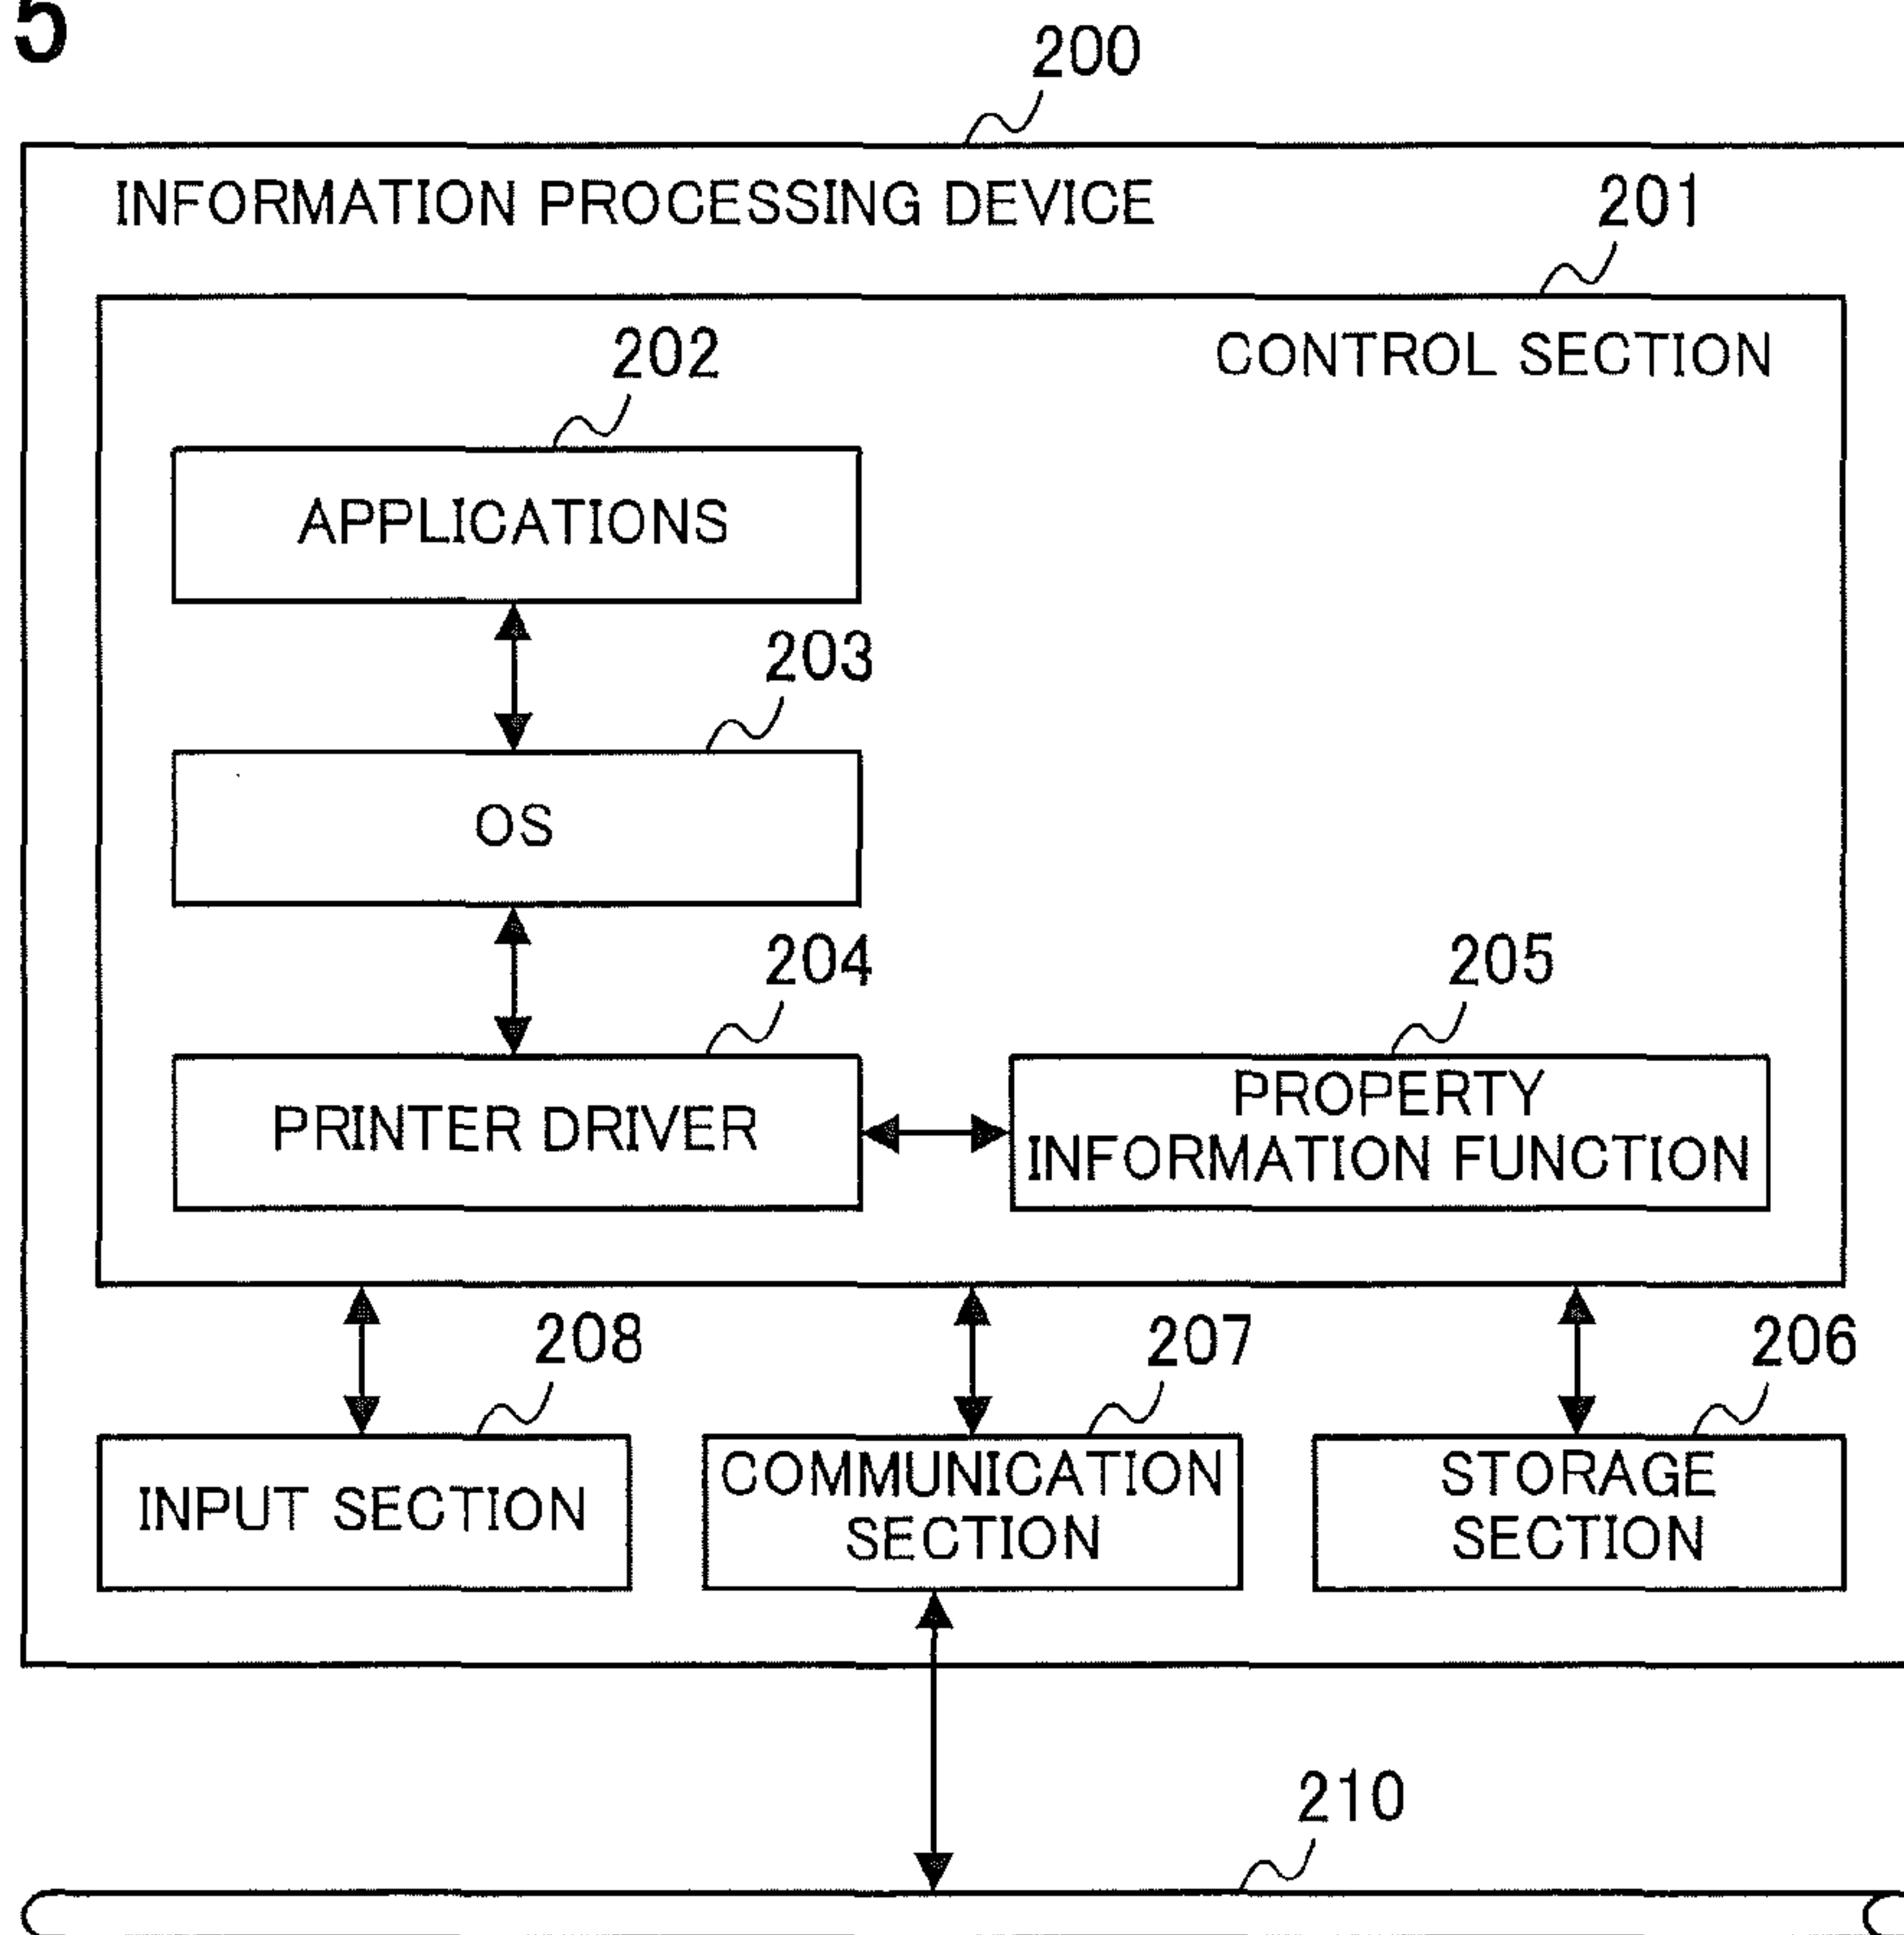 5
200
INFORMATION PROCESSING DEVICE
201
CONTROL SECTION
202
APPLICATIONS
203
OS
204
205
PRINTER DRIVER
PROPERTY
INFORMATION FUNCTION
208
207
206
INPUT SECTION
COMMUNICATION
SECTION
STORAGE
SECTION
210